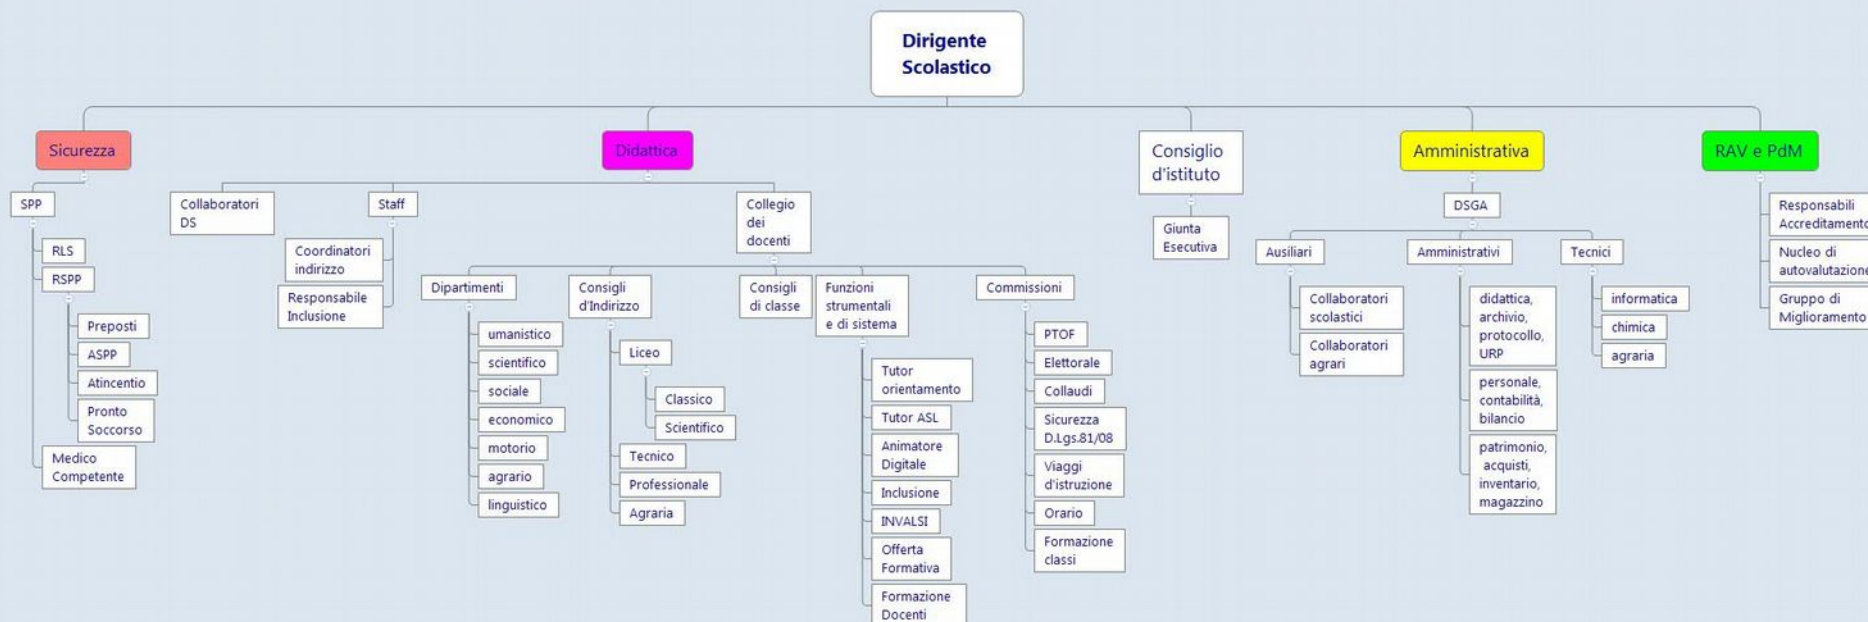 Dirigente
Scolastico
Sicurezza
SPP
RLS
RSPP
Preposti
ASPP
Atincentio
Pronto
Soccorso
Medico
Competente
Didattica
Collaboratori
DS
Staff
Coordinatori
indirizzo
Responsabile
Inclusione
Collegio
dei
docenti
Dipartimenti
umanistico
scientifico
sociale
economico
motorio
agrario
linguistico
Consigli
d'Indirizzo
Liceo
Classico
Scientifico
Tecnico
Professionale
Agraria
Consigli
di classe
Funzioni
strumentali
e di sistema
Tutor
orientamento
Tutor ASL
Animatore
Digitale
Inclusione
INVALSI
Offerta
Formativa
Formazione
Docenti
Commissioni
PTOF
Elettorale
Collaudi
Sicurezza
D.Lgs.81/08
Viaggi
d'istruzione
Orario
Formazione
classi
Consiglio
d'istituto
Giunta
Esecutiva
Amministrativa
DSGA
Ausiliari
Collaboratori
scolastici
Collaboratori
agrari
Amministrativi
didattica,
archivio,
protocollo,
URP
personale,
contabilità,
bilancio
patrimonio,
acquisti,
inventario,
magazzino
Tecnici
informatica
chimica
agraria
RAV e PdM
Responsabili
Accreditamento
Nucleo di
autovalutazione
Gruppo di
Miglioramento